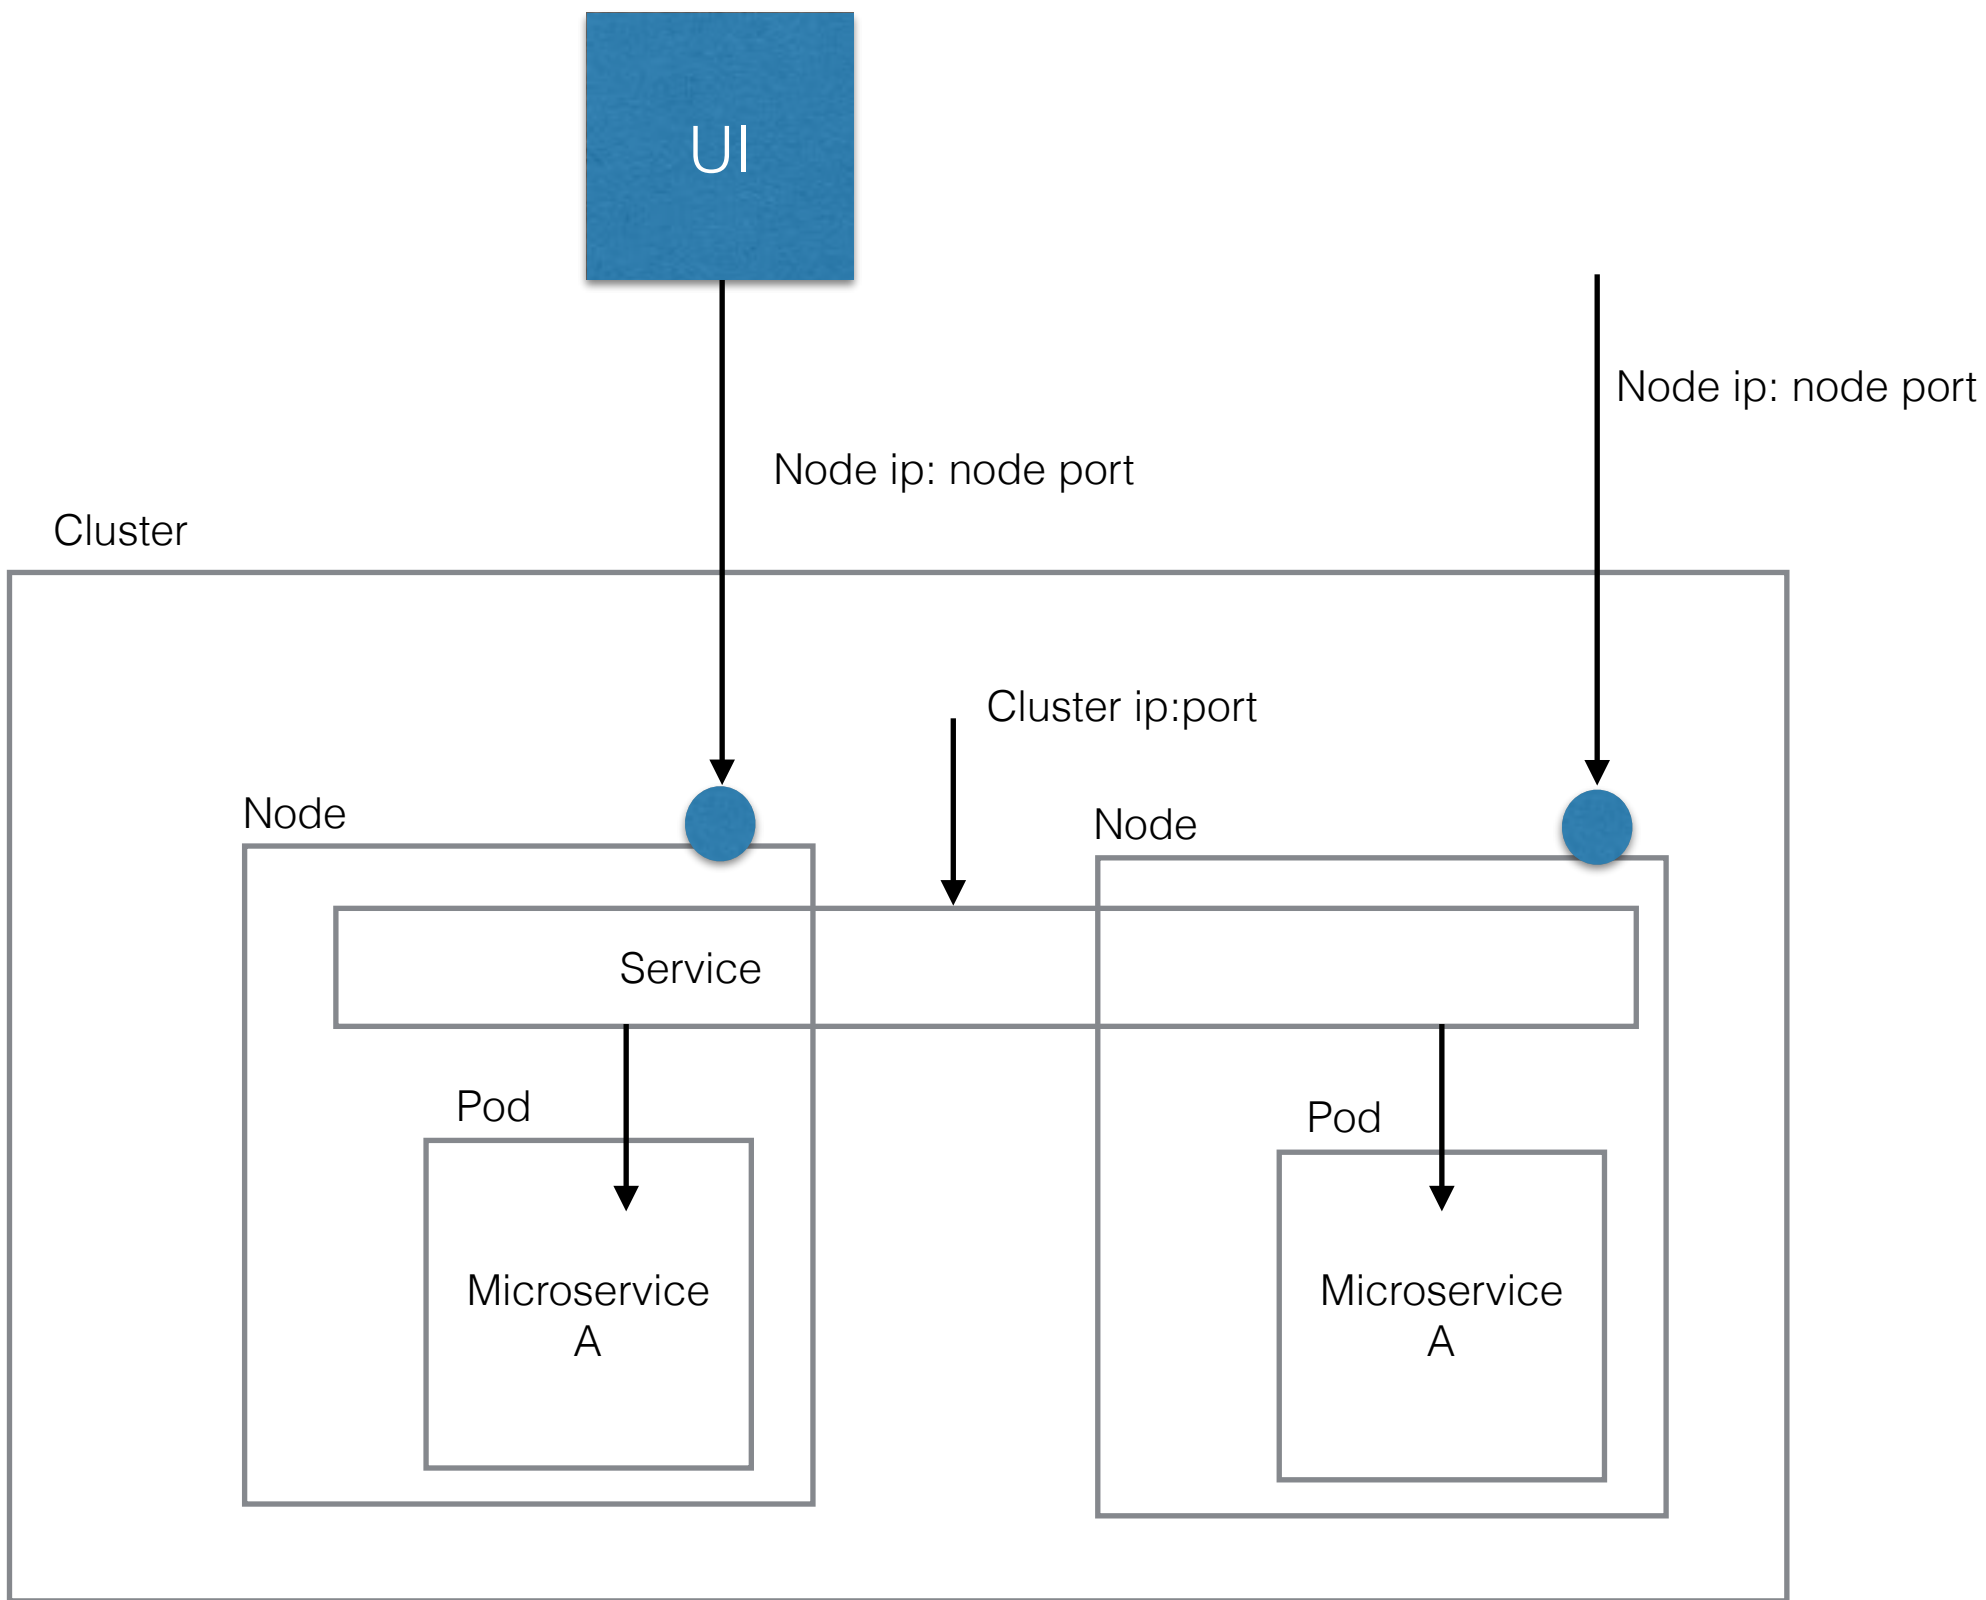 UI
Node ip: node port
Node ip: node port
Cluster
Cluster ip:port
Node
Node
Service
Pod
Pod
Microservice
A
Microservice
A